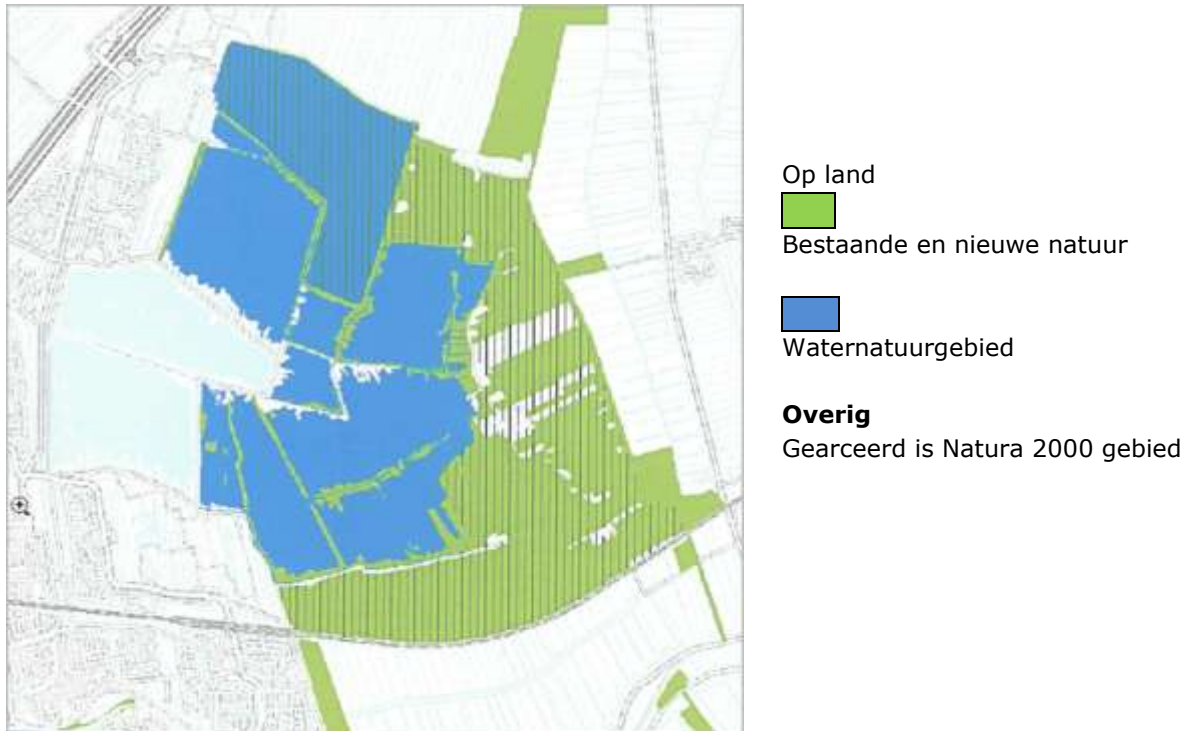 Op land
Bestaande en nieuwe natuur
Waternatuurgebied
Overig
Gearceerd is Natura 2000 gebied